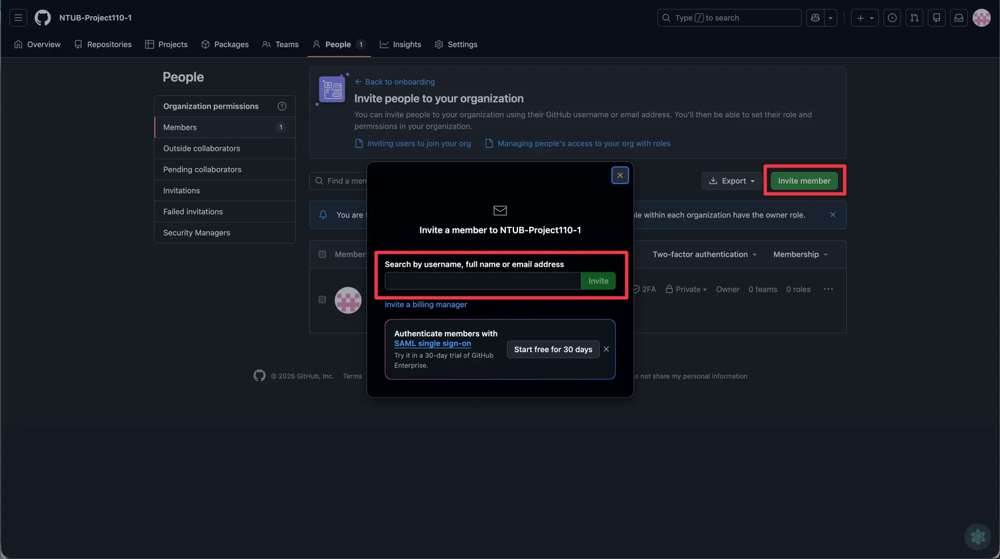 NTUB-Project110-1
Type / to search
Overview
Repositories
Projects
Packages
Teams
People 1
Insights
Settings
People
Organization permissions
Members 1
Outside collaborators
Pending collaborators
Invitations
Failed invitations
Security Managers
Back to onboarding
Invite people to your organization
You can invite people to your organization using their GitHub username or email address. You'll then be able to set their role and
permissions in your organization.
Inviting users to join your org
Managing people's access to your org with roles
Find a mem
Export
Invite member
You are
le within each organization have the owner role.
Members
Two-factor authentication
Membership
2FA
Private
Owner
0 teams
0 roles
Invite a member to NTUB-Project110-1
Search by username, full name or email address
Invite
Invite a billing manager
Authenticate members with
SAML single sign-on
Try it in a 30-day trial of GitHub
Enterprise.
Start free for 30 days
© 2026 GitHub, Inc.
Terms
o not share my personal information